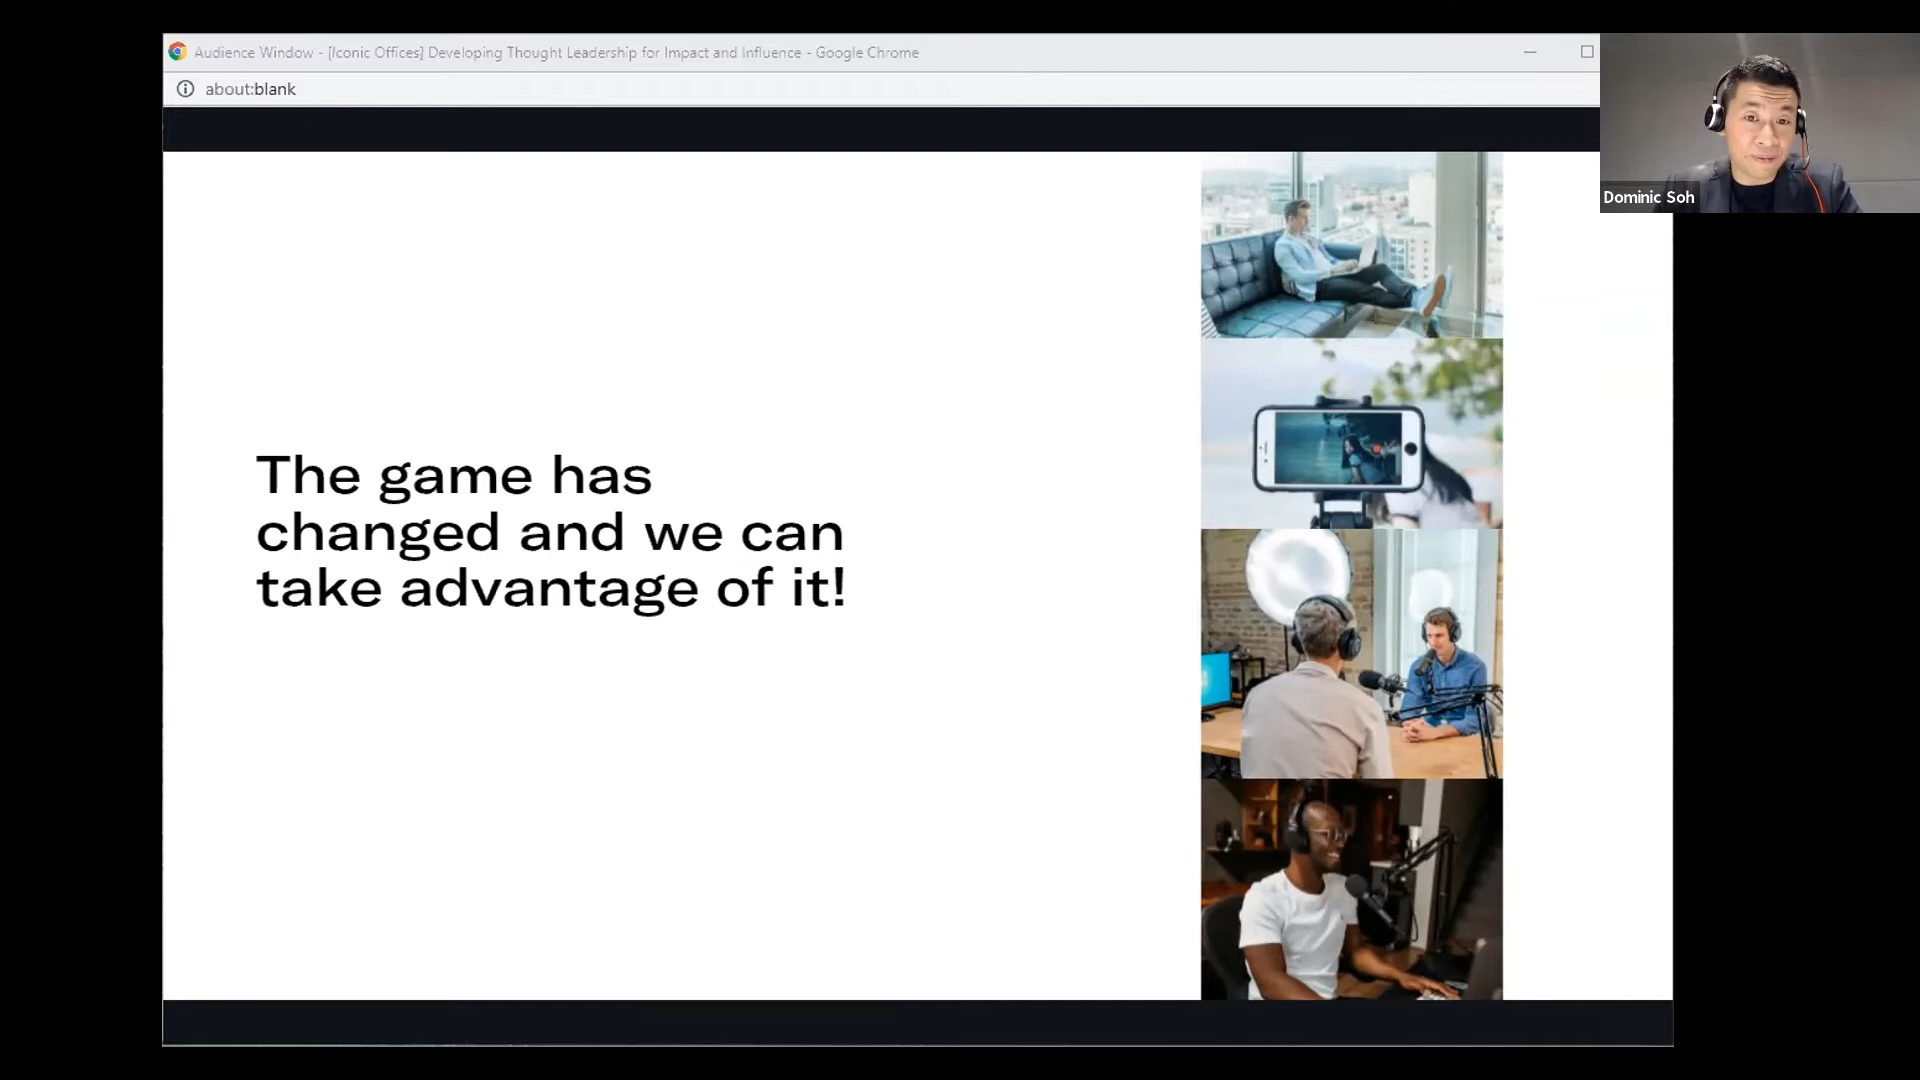 Audience Window - [Iconic Offices] Developing Thought Leadership for Impact and Influence - Google Chrome
about:blank
Dominic Soh
The game has
changed and we can
take advantage of it!